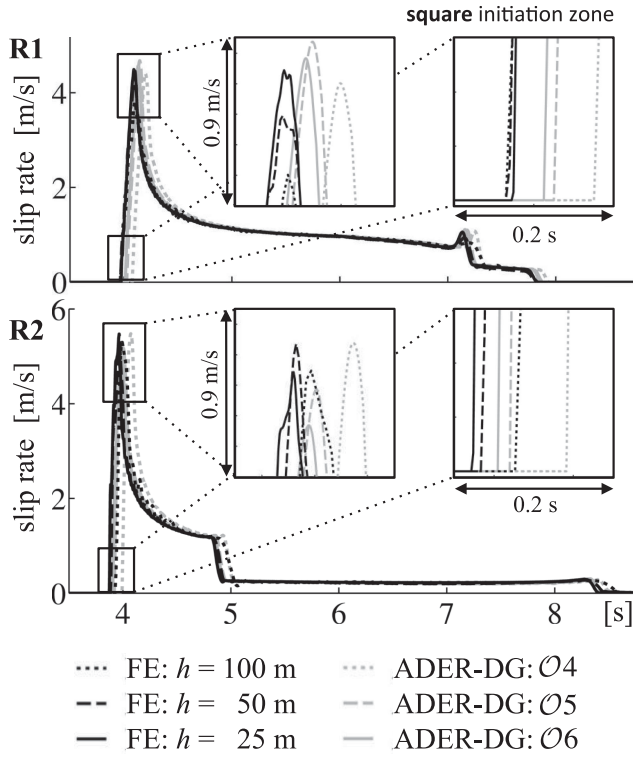 square initiation zone
R1
slip rate [m/s]
4
2
0
0.9 m/s
0.2 s
R2
slip rate [m/s]
6
4
2
0
0.9 m/s
0.2 s
4 5 6 7 8 [s]
FE: h = 100 m
FE: h = 50 m
FE: h = 25 m
ADER-DG: 𝒪4
ADER-DG: 𝒪5
ADER-DG: 𝒪6